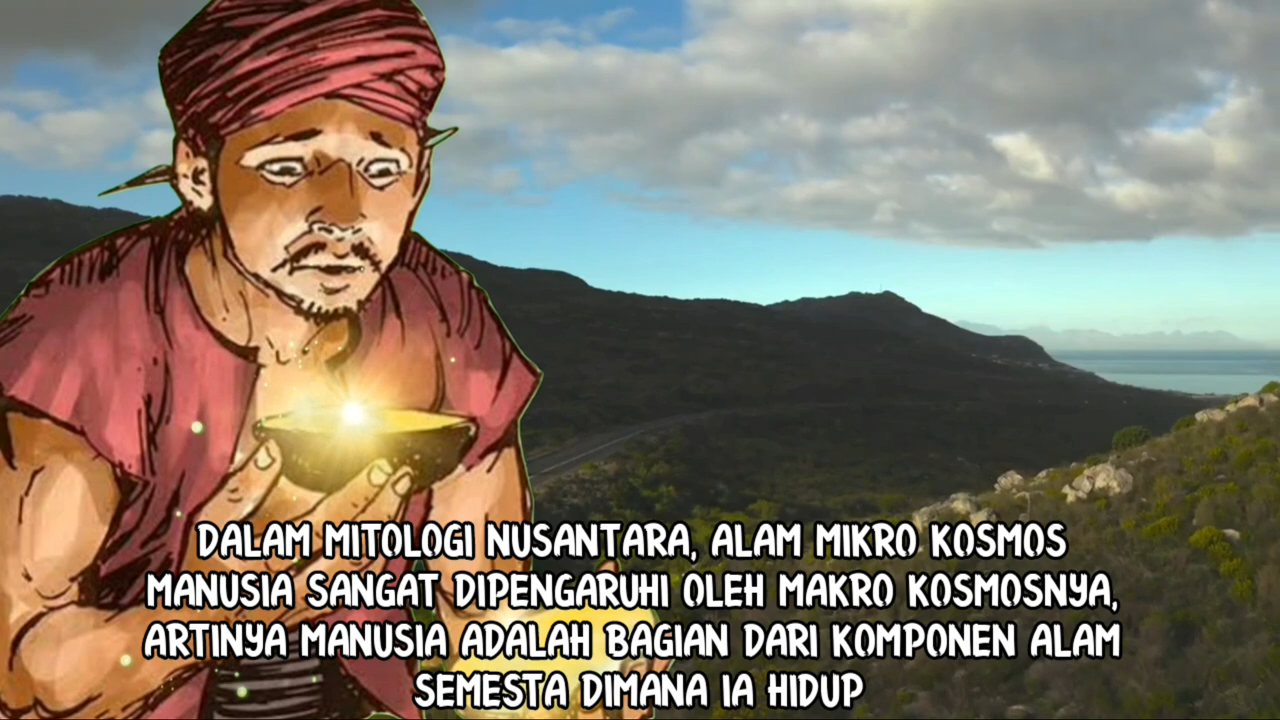 DALAM MITOLOGI NUSANTARA, ALAM MIKRO KOSMOS
MANUSIA SANGAT DIPENGARUHI OLEH MAKRO KOSMOSNYA,
ARTINYA MANUSIA ADALAH BAGIAN DARI KOMPONEN ALAM
SEMESTA DIMANA IA HIDUP